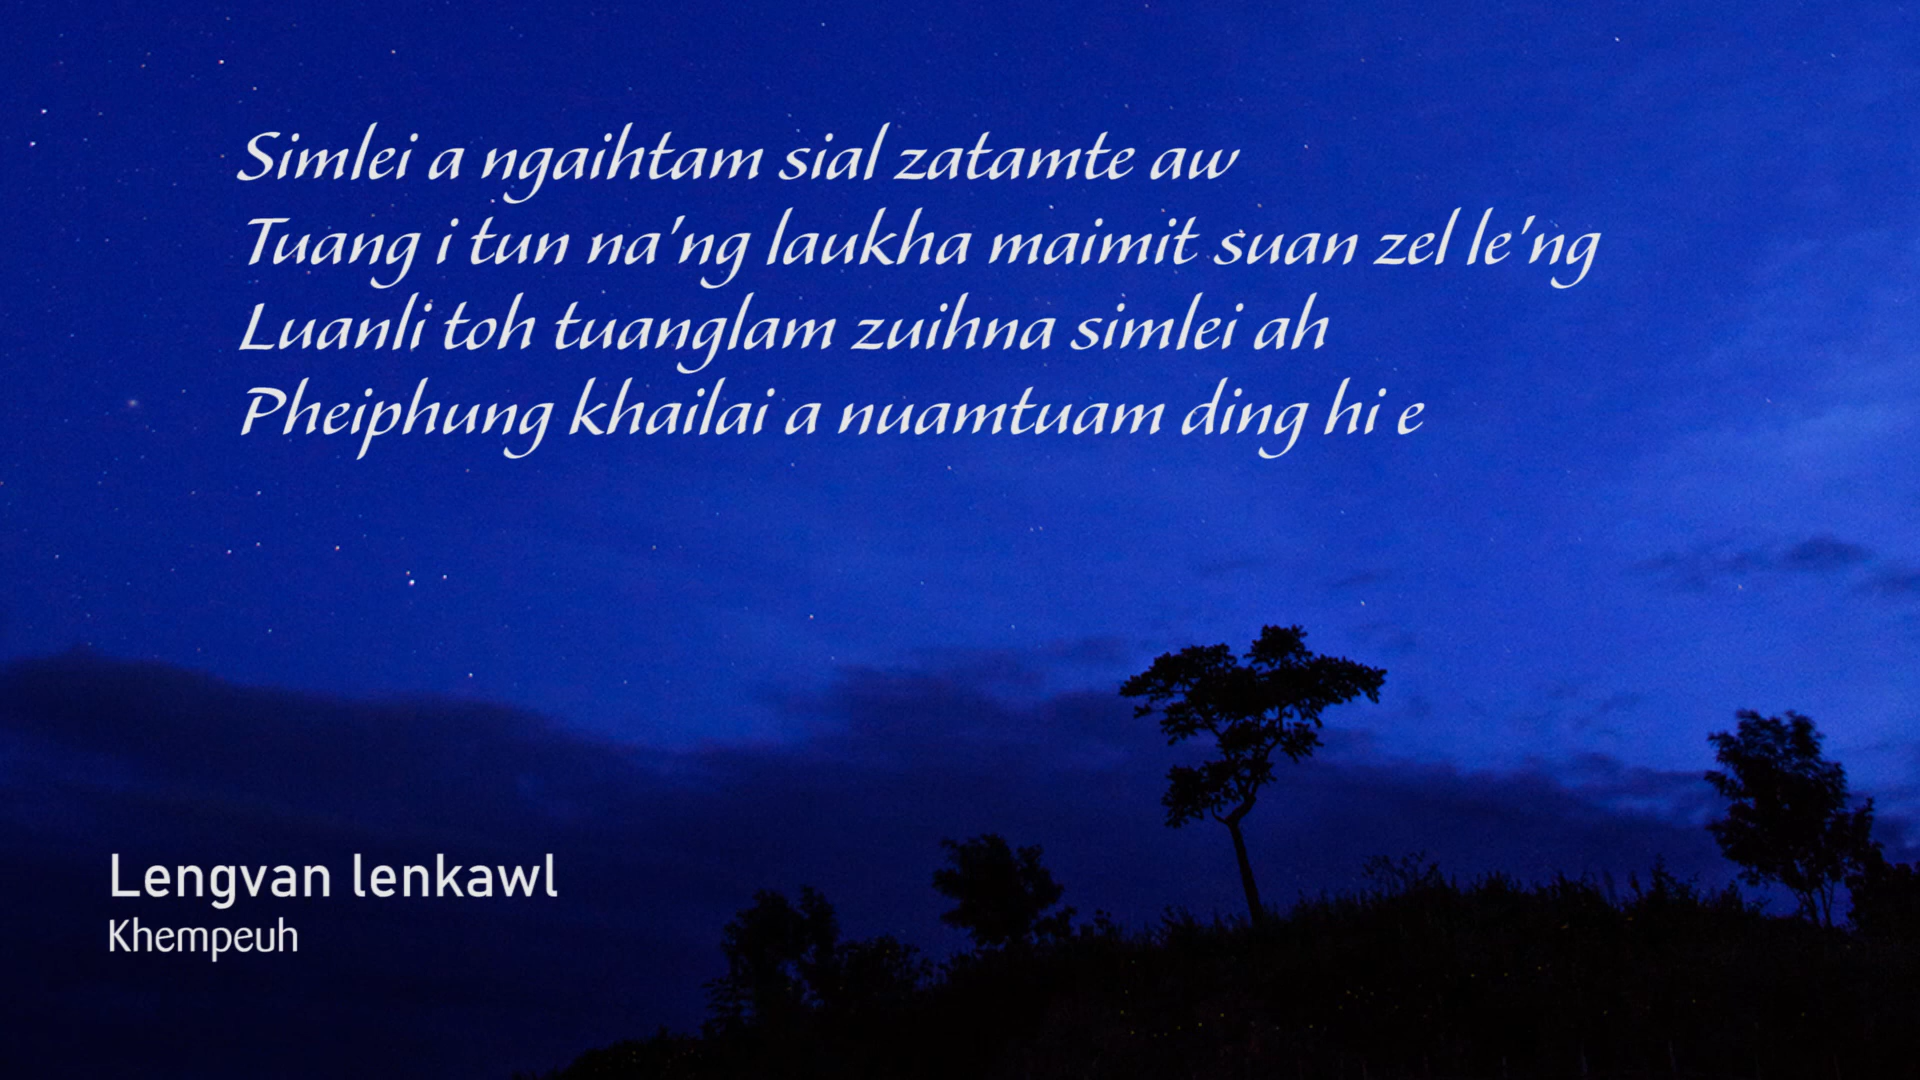 Simlei a ngaihtam sial zatamte aw
Tuang i tun na'ng laukha maimit suan zel le'ng
Luanli toh tuanglam zuihna simlei ah
Pheiphung khailai a nuamtuam ding hi e
Lengvan lenkawl
Khempeuh